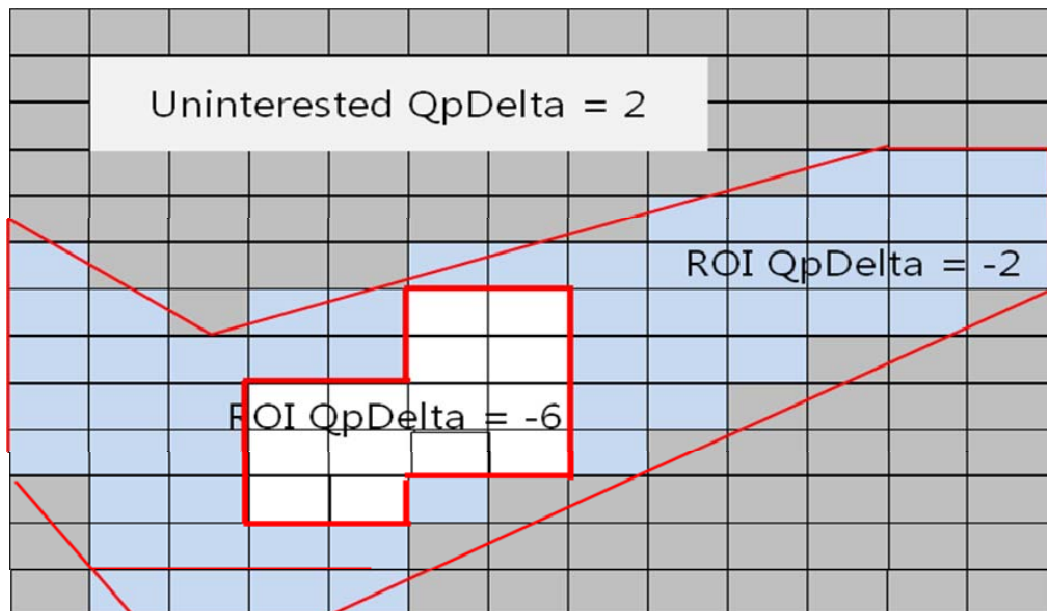 Uninterested QpDelta = 2
ROI QpDelta = -2
ROI QpDelta = -6